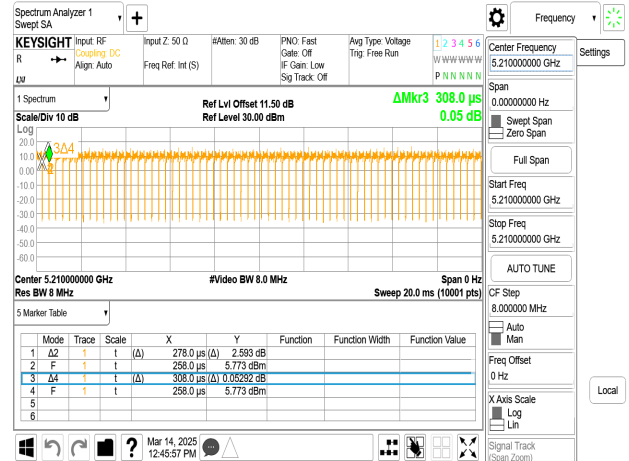 Spectrum Analyzer 1
Swept SA
Frequency
KEYSIGHT
R
Input: RF
Coupling: DC
Align: Auto
Input Z: 50 Ω
Freq Ref: Int (S)
#Atten: 30 dB
PNO: Fast
Gate: Off
IF Gain: Low
Sig Track: Off
Avg Type: Voltage
Trig: Free Run
1 2 3 4 5 6
W W W W W W
P N N N N N
1 Spectrum
Scale/Div 10 dB
Ref Lvl Offset 11.50 dB
Ref Level 30.00 dBm
ΔMkr3 308.0 µs
0.05 dB
Log
20.0
10.0
0.00
-10.0
-20.0
-30.0
-40.0
-50.0
-60.0
3Δ4
Center 5.210000000 GHz
Res BW 8 MHz
#Video BW 8.0 MHz
Span 0 Hz
Sweep 20.0 ms (10001 pts)
5 Marker Table
Mode Trace Scale X Y Function Function Width Function Value
1 Δ2 1 t (Δ) 278.0 µs (Δ) 2.593 dB
2 F 1 t 258.0 µs 5.773 dBm
3 Δ4 1 t (Δ) 308.0 µs (Δ) 0.05292 dB
4 F 1 t 258.0 µs 5.773 dBm
5
6
Mar 14, 2025
12:45:57 PM
Center Frequency
5.210000000 GHz
Span
0.00000000 Hz
Swept Span
Zero Span
Full Span
Start Freq
5.210000000 GHz
Stop Freq
5.210000000 GHz
AUTO TUNE
CF Step
8.000000 MHz
Auto
Man
Freq Offset
0 Hz
X Axis Scale
Log
Lin
Signal Track
(Span Zoom)
Settings
Local